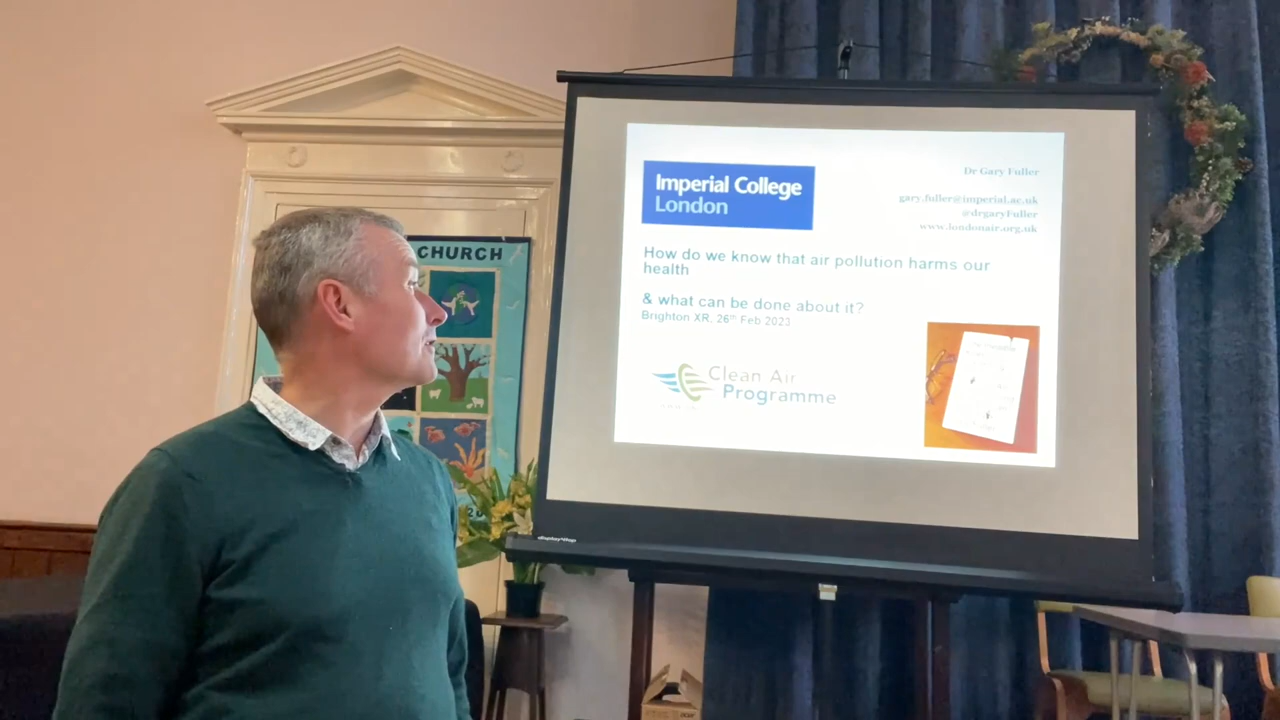 CHURCH
Imperial College
London
Dr Gary Fuller
gary.fuller@imperial.ac.uk
@drgaryFuller
www.londonair.org.uk
How do we know that air pollution harms our
health
& what can be done about it?
Brighton XR, 26th Feb 2023
Clean Air
Programme